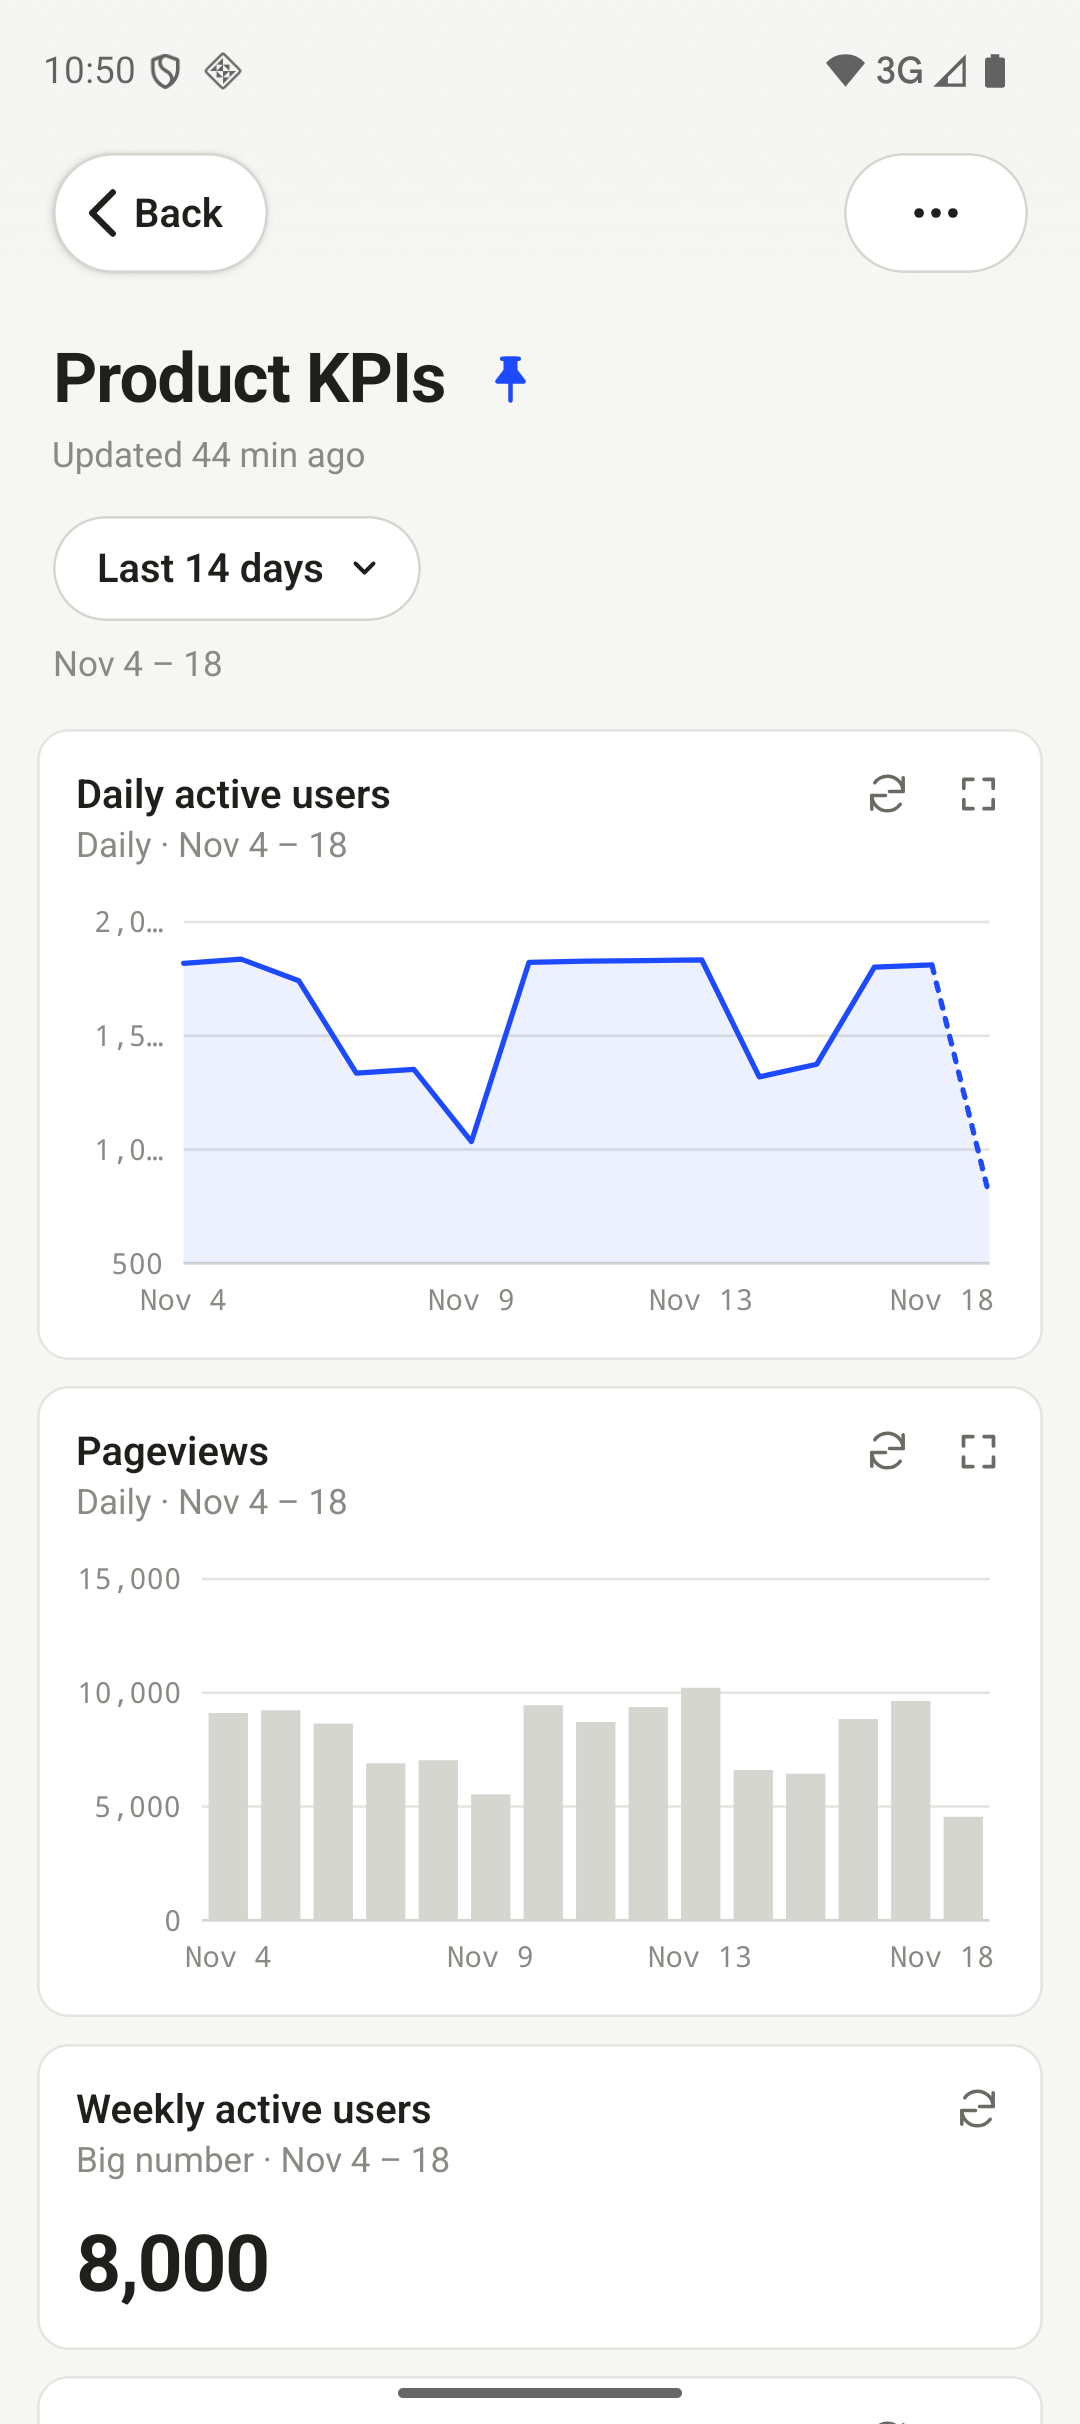 10:50
3G
Back
Product KPIs
Updated 44 min ago
Last 14 days
Nov 4 – 18
Daily active users
Daily · Nov 4 – 18
2,0…
1,5…
1,0…
500
Nov 4 Nov 9 Nov 13 Nov 18
Pageviews
Daily · Nov 4 – 18
15,000
10,000
5,000
0
Nov 4 Nov 9 Nov 13 Nov 18
Weekly active users
Big number · Nov 4 – 18
8,000